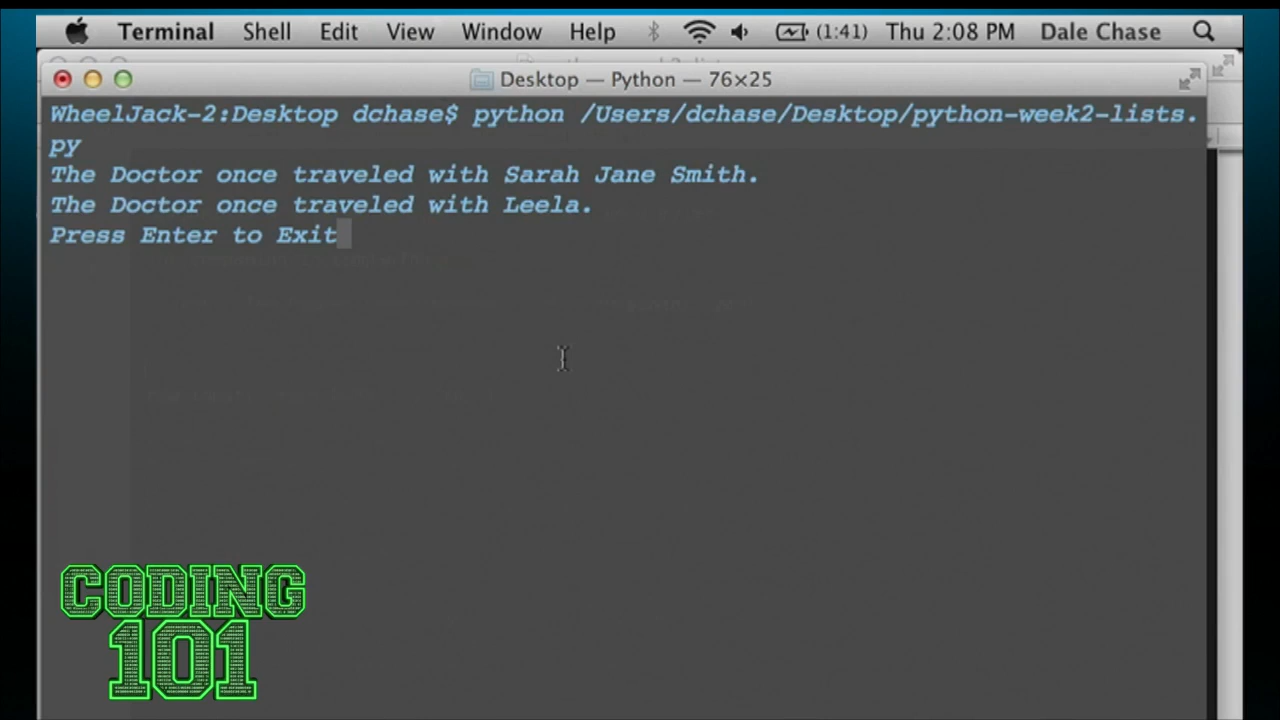 Terminal Shell Edit View Window Help (1:41) Thu 2:08 PM Dale Chase
Desktop — Python — 76×25
WheelJack-2:Desktop dchase$ python /Users/dchase/Desktop/python-week2-lists.
py
The Doctor once traveled with Sarah Jane Smith.
The Doctor once traveled with Leela.
Press Enter to Exit
CODING
101